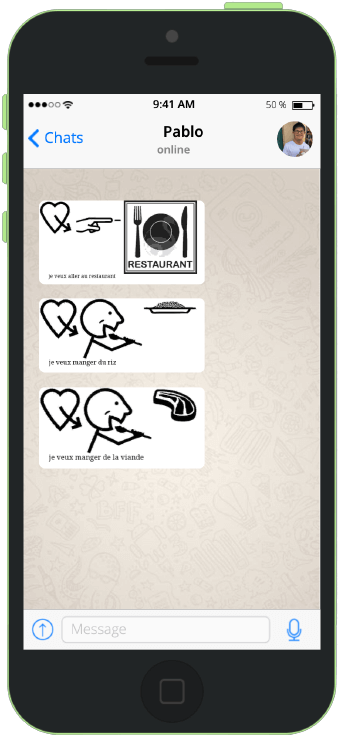 9:41 AM
50 %
Chats
Pablo
online
RESTAURANT
je veux aller au restaurant
je veux manger du riz
je veux manger de la viande
Message